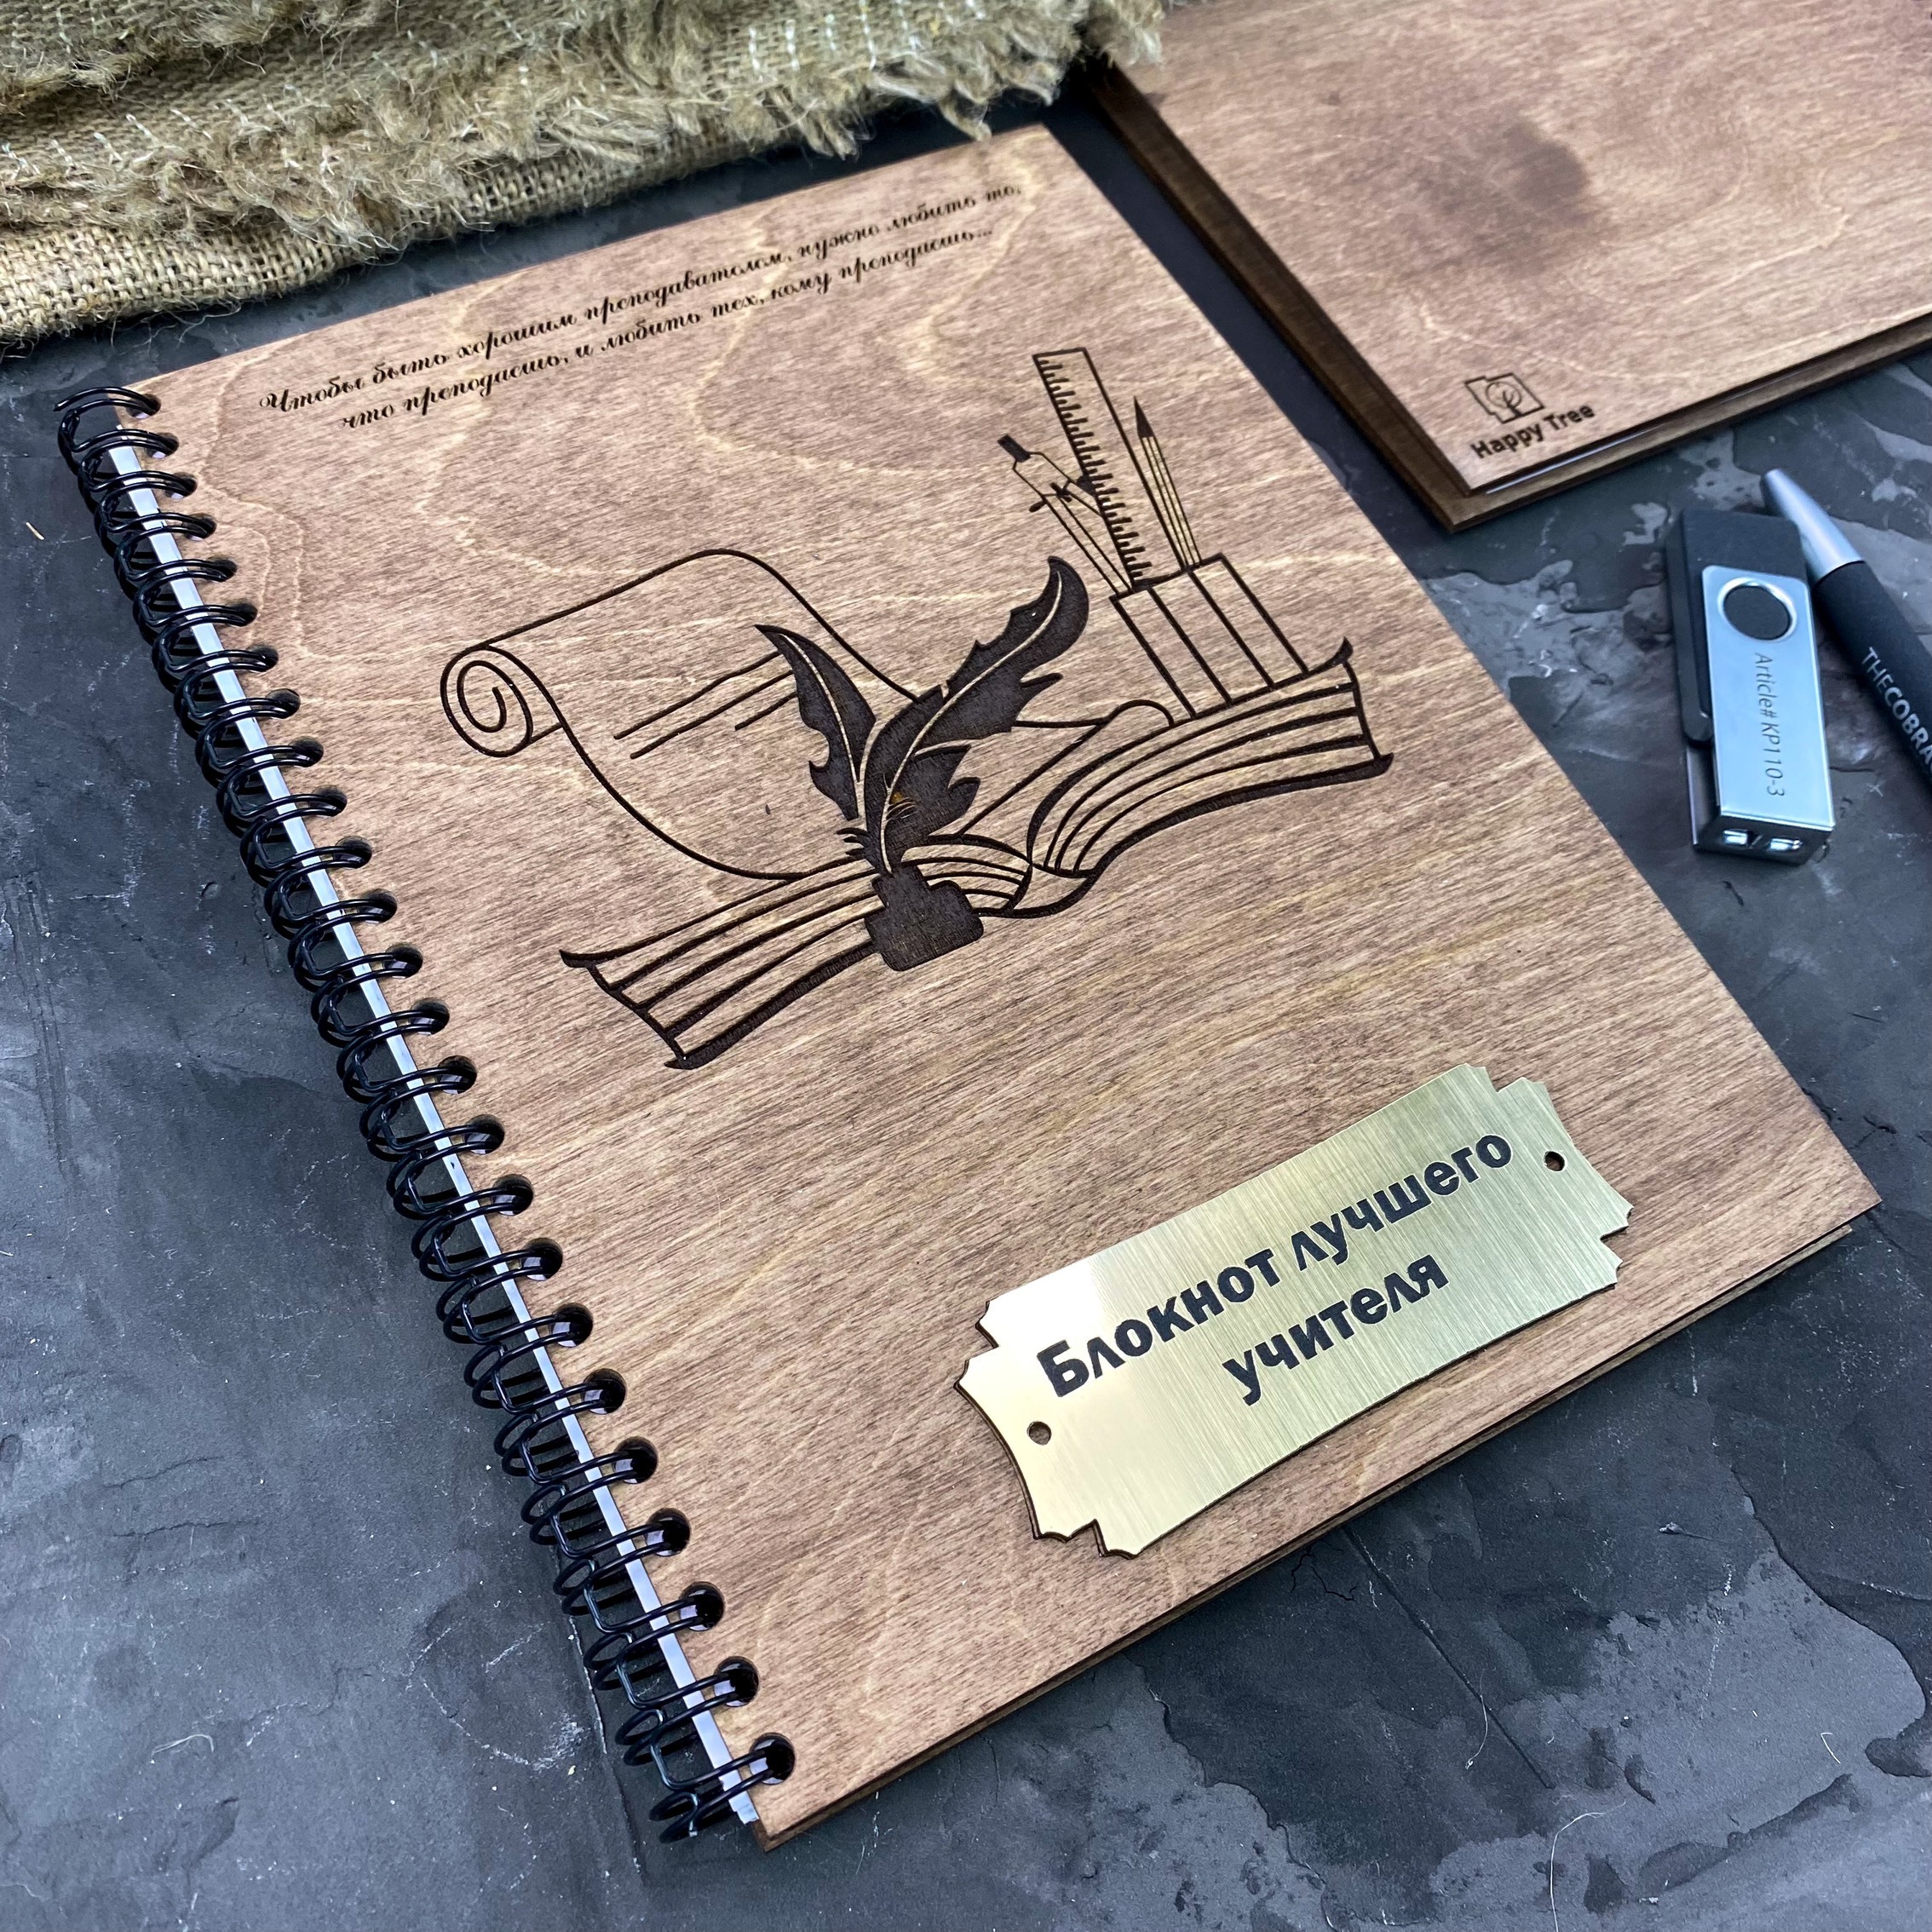 Чтобы быть хорошим преподавателем, нужно любить то,
что преподаешь, и любить тех, кому преподаешь...
Блокнот лучшего
учителя
Happy Tree
Article# KP110-3